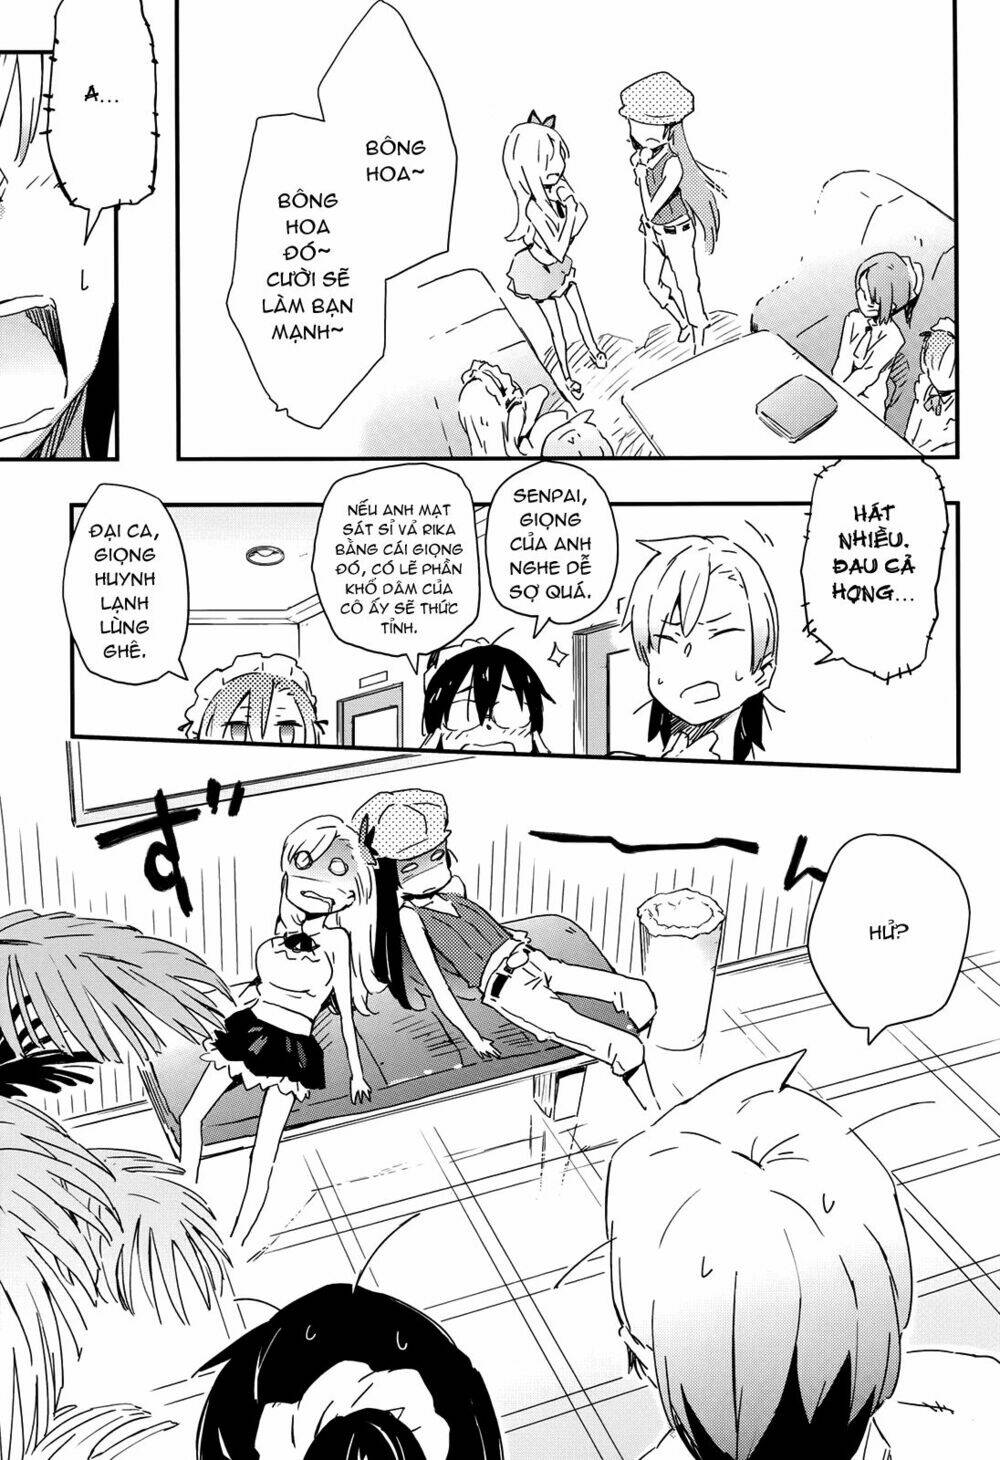 BÔNG
HOA~
BÔNG
HOA
ĐÓ~
CƯỜI SẼ
LÀM BẠN
MẠNH~
A...
HÁT
NHIỀU.
ĐAU CẢ
HỌNG...
SENPAI,
GIỌNG
CỦA ANH
NGHE DỄ
SỢ QUÁ.
NẾU ANH MẠT
SÁT SỈ VẢ RIKA
BẰNG CÁI GIỌNG
ĐÓ, CÓ LẼ PHẦN
KHỔ DÂM CỦA
CÔ ẤY SẼ THỨC
TỈNH.
ĐẠI CA,
GIỌNG
HUYNH
LẠNH
LÙNG
GHÊ.
ず ー ん
HỬ?